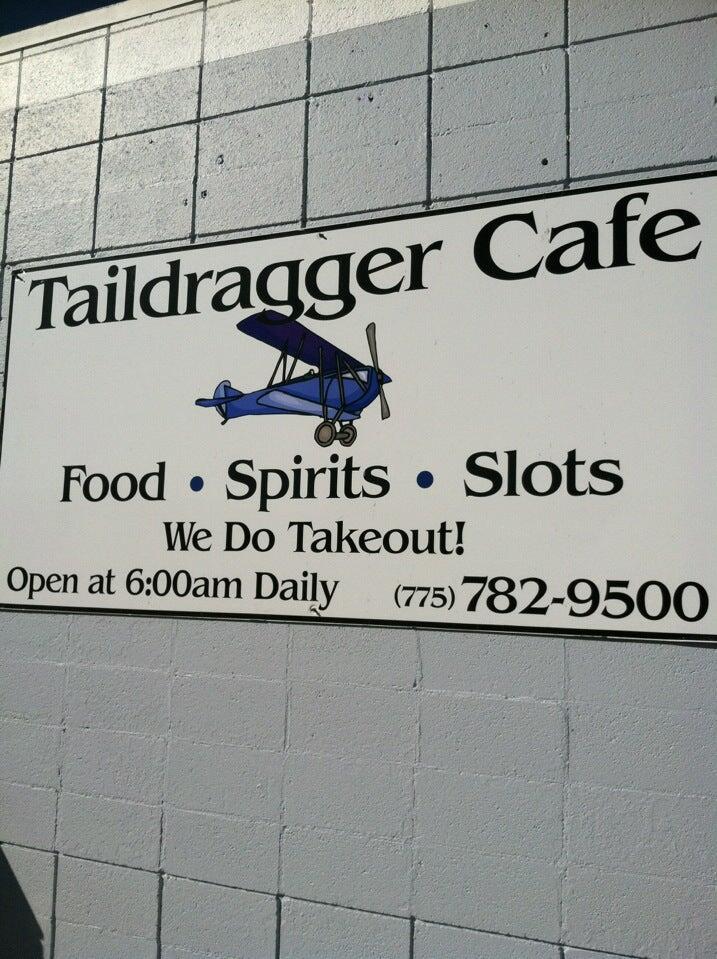 Taildragger Cafe
Food • Spirits • Slots
We Do Takeout!
Open at 6:00am Daily (775) 782-9500